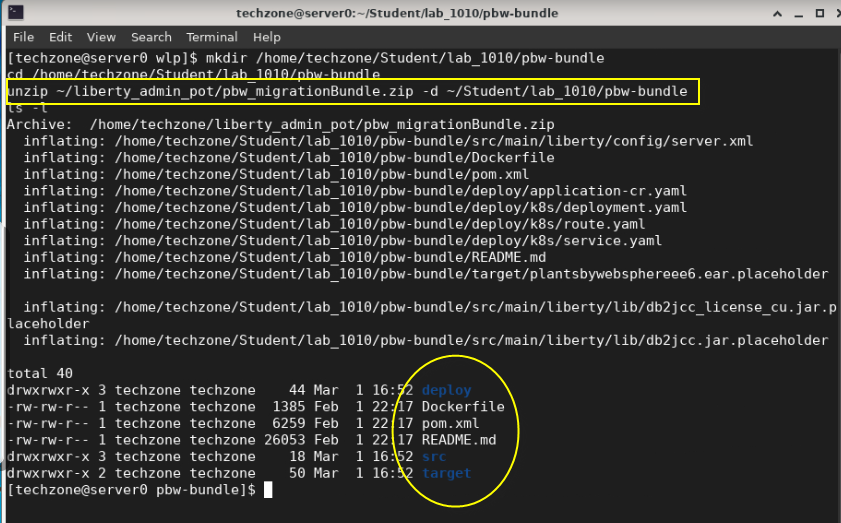 techzone@server0:~/Student/lab_1010/pbw-bundle
File Edit View Search Terminal Help
[techzone@server0 wlp]$ mkdir /home/techzone/Student/lab_1010/pbw-bundle
cd /home/techzone/Student/lab_1010/pbw-bundle
unzip ~/liberty_admin_pot/pbw_migrationBundle.zip -d ~/Student/lab_1010/pbw-bundle
ls -l
Archive:  /home/techzone/liberty_admin_pot/pbw_migrationBundle.zip
  inflating: /home/techzone/Student/lab_1010/pbw-bundle/src/main/liberty/config/server.xml
  inflating: /home/techzone/Student/lab_1010/pbw-bundle/Dockerfile
  inflating: /home/techzone/Student/lab_1010/pbw-bundle/pom.xml
  inflating: /home/techzone/Student/lab_1010/pbw-bundle/deploy/application-cr.yaml
  inflating: /home/techzone/Student/lab_1010/pbw-bundle/deploy/k8s/deployment.yaml
  inflating: /home/techzone/Student/lab_1010/pbw-bundle/deploy/k8s/route.yaml
  inflating: /home/techzone/Student/lab_1010/pbw-bundle/deploy/k8s/service.yaml
  inflating: /home/techzone/Student/lab_1010/pbw-bundle/README.md
  inflating: /home/techzone/Student/lab_1010/pbw-bundle/target/plantsbywebsphereee6.ear.placeholder
  inflating: /home/techzone/Student/lab_1010/pbw-bundle/src/main/liberty/lib/db2jcc_license_cu.jar.p
laceholder
  inflating: /home/techzone/Student/lab_1010/pbw-bundle/src/main/liberty/lib/db2jcc.jar.placeholder
total 40
drwxrwxr-x 3 techzone techzone    44 Mar  1 16:52 deploy
-rw-rw-r-- 1 techzone techzone  1385 Feb  1 22:17 Dockerfile
-rw-rw-r-- 1 techzone techzone  6259 Feb  1 22:17 pom.xml
-rw-rw-r-- 1 techzone techzone 26053 Feb  1 22:17 README.md
drwxrwxr-x 3 techzone techzone    18 Mar  1 16:52 src
drwxrwxr-x 2 techzone techzone    50 Mar  1 16:52 target
[techzone@server0 pbw-bundle]$